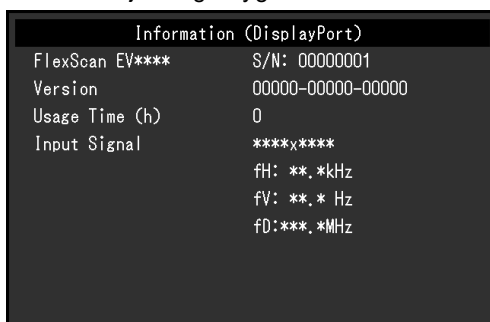 Information (DisplayPort)
FlexScan EV**** S/N: 00000001
Version 00000-00000-00000
Usage Time (h) 0
Input Signal ****x****
fH: **.*kHz
fV: **.* Hz
fD:***.*MHz